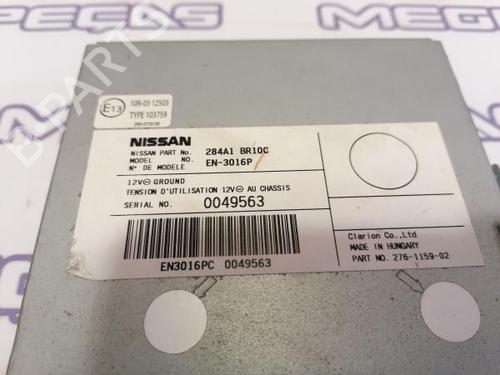 PEÇAS
MEGA
B-PARTS
E13
10R-03 12503
TYPE 103759
NISSAN
NISSAN PART No. 284A1 BR10C
MODEL NO. EN-3016P
N° DE MODELE
12V⊖ GROUND
TENSION D'UTILISATION 12V⊖ AU CHASSIS
SERIAL NO. 0049563
EN3016PC 0049563
Clarion Co.,Ltd
MADE IN HUNGARY
PART NO. 276-1159-02